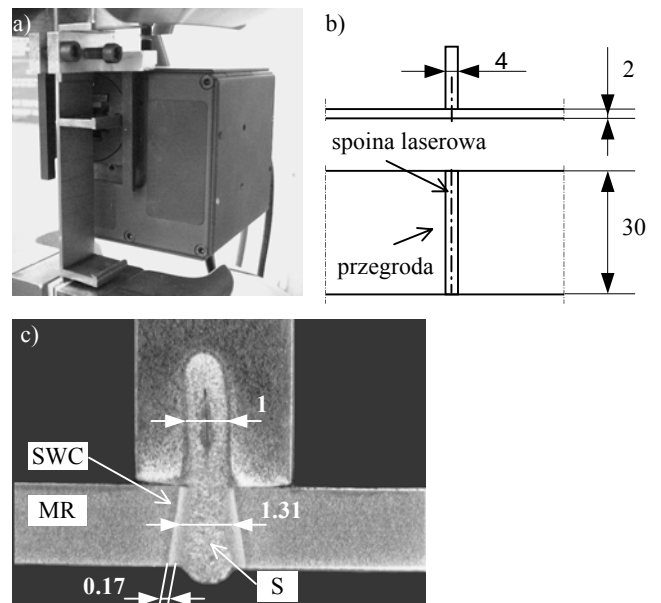 a)
b)
4
2
spoina laserowa
przegroda
30
c)
1
SWC
MR
1.31
0.17
S